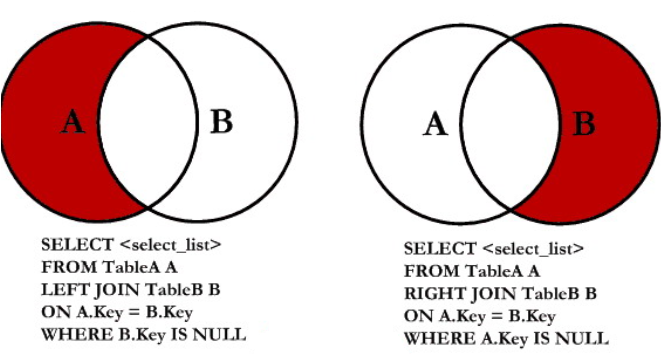 A
B
SELECT <select_list>
FROM TableA A
LEFT JOIN TableB B
ON A.Key = B.Key
WHERE B.Key IS NULL
A
B
SELECT <select_list>
FROM TableA A
RIGHT JOIN TableB B
ON A.Key = B.Key
WHERE A.Key IS NULL